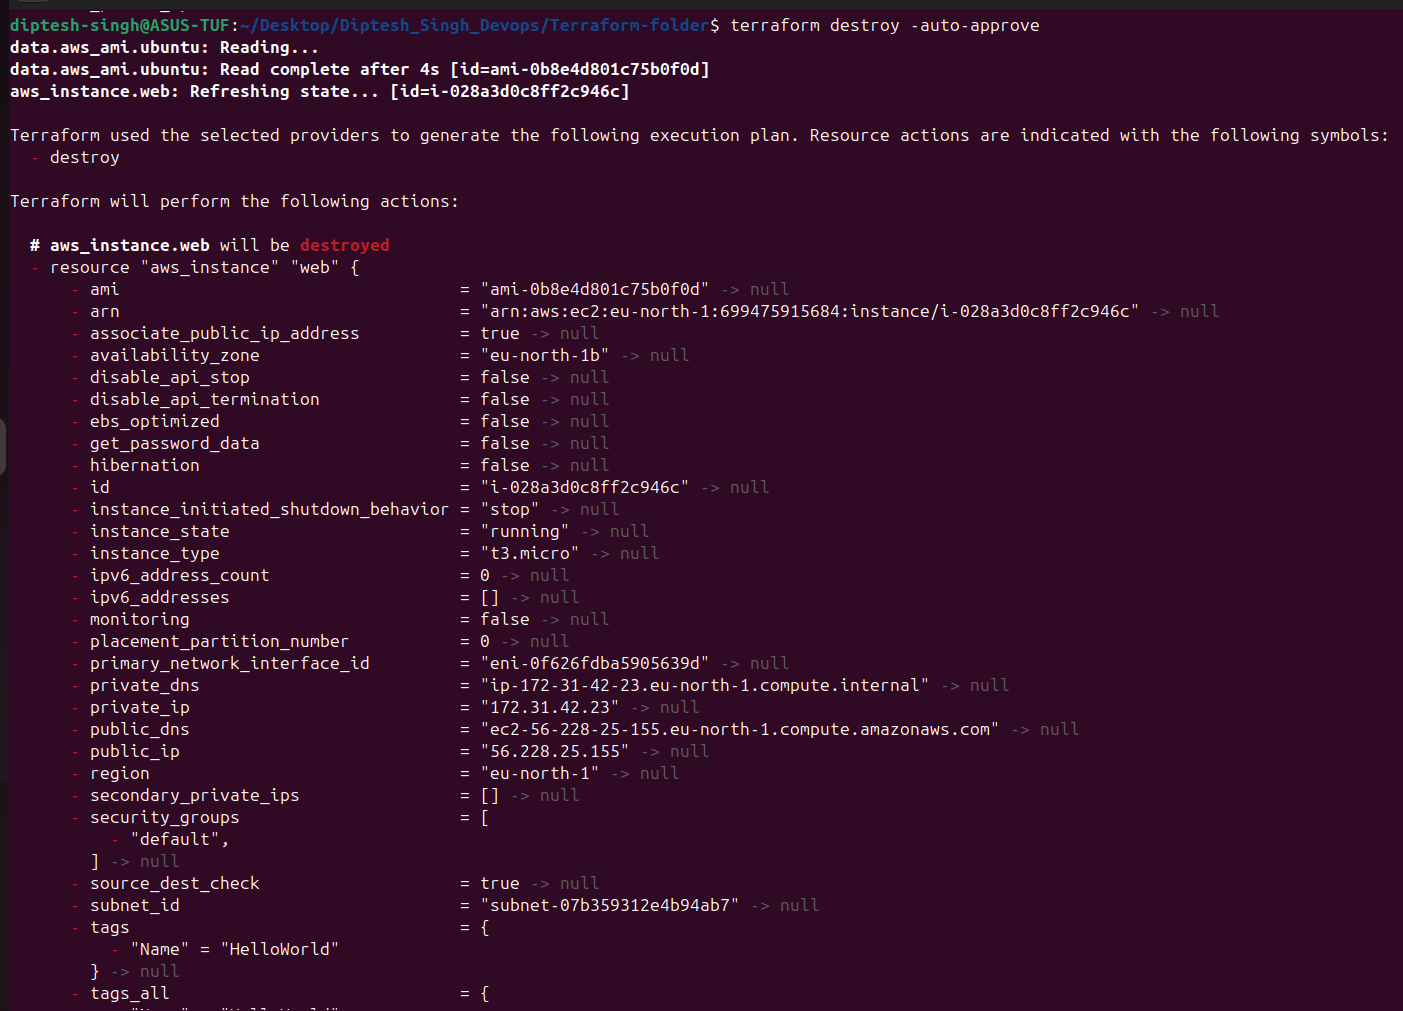 diptesh-singh@ASUS-TUF:~/Desktop/Diptesh_Singh_Devops/Terraform-folder$ terraform destroy -auto-approve
data.aws_ami.ubuntu: Reading...
data.aws_ami.ubuntu: Read complete after 4s [id=ami-0b8e4d801c75b0f0d]
aws_instance.web: Refreshing state... [id=i-028a3d0c8ff2c946c]
Terraform used the selected providers to generate the following execution plan. Resource actions are indicated with the following symbols:
- destroy
Terraform will perform the following actions:
# aws_instance.web will be destroyed
- resource "aws_instance" "web" {
- ami = "ami-0b8e4d801c75b0f0d" -> null
- arn = "arn:aws:ec2:eu-north-1:699475915684:instance/i-028a3d0c8ff2c946c" -> null
- associate_public_ip_address = true -> null
- availability_zone = "eu-north-1b" -> null
- disable_api_stop = false -> null
- disable_api_termination = false -> null
- ebs_optimized = false -> null
- get_password_data = false -> null
- hibernation = false -> null
- id = "i-028a3d0c8ff2c946c" -> null
- instance_initiated_shutdown_behavior = "stop" -> null
- instance_state = "running" -> null
- instance_type = "t3.micro" -> null
- ipv6_address_count = 0 -> null
- ipv6_addresses = [] -> null
- monitoring = false -> null
- placement_partition_number = 0 -> null
- primary_network_interface_id = "eni-0f626fdba5905639d" -> null
- private_dns = "ip-172-31-42-23.eu-north-1.compute.internal" -> null
- private_ip = "172.31.42.23" -> null
- public_dns = "ec2-56-228-25-155.eu-north-1.compute.amazonaws.com" -> null
- public_ip = "56.228.25.155" -> null
- region = "eu-north-1" -> null
- secondary_private_ips = [] -> null
- security_groups = [
- "default",
] -> null
- source_dest_check = true -> null
- subnet_id = "subnet-07b359312e4b94ab7" -> null
- tags = {
- "Name" = "HelloWorld"
} -> null
- tags_all = {